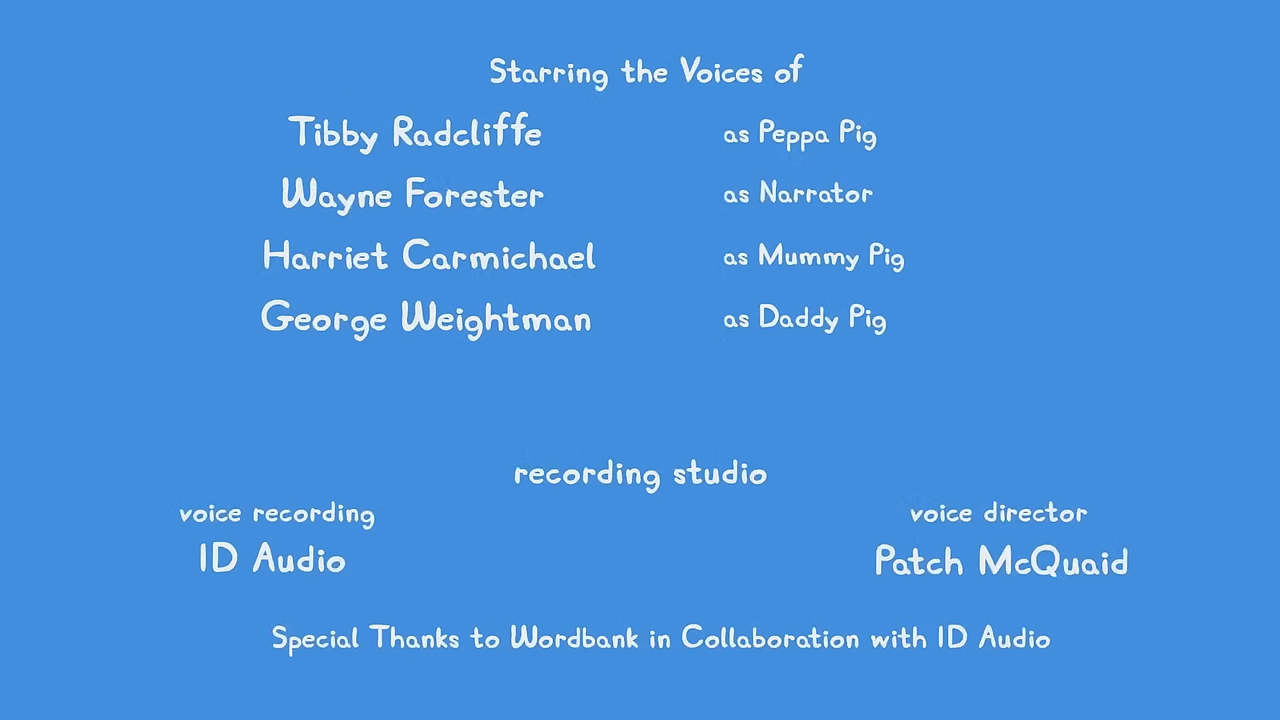 Starring the Voices of
Tibby Radcliffe as Peppa Pig
Wayne Forester as Narrator
Harriet Carmichael as Mummy Pig
George Weightman as Daddy Pig
recording studio
voice recording voice director
ID Audio Patch McQuaid
Special Thanks to Wordbank in Collaboration with ID Audio